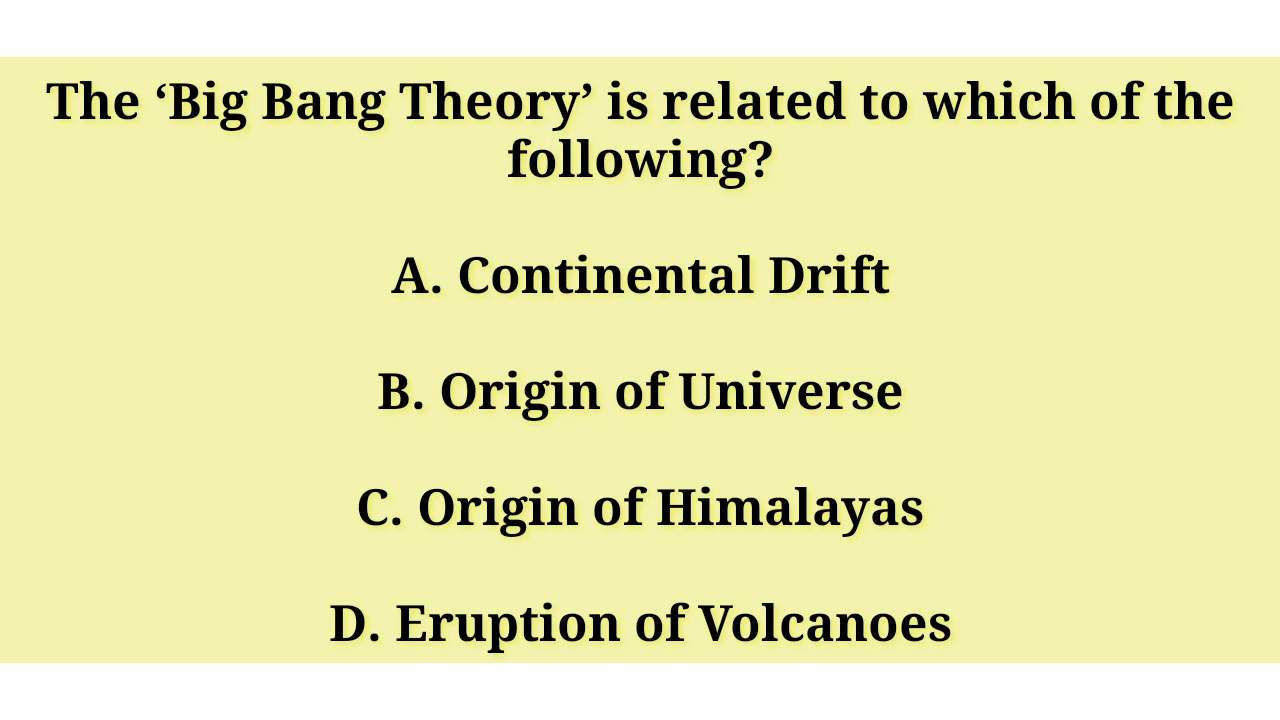 The ‘Big Bang Theory’ is related to which of the
following?
A. Continental Drift
B. Origin of Universe
C. Origin of Himalayas
D. Eruption of Volcanoes